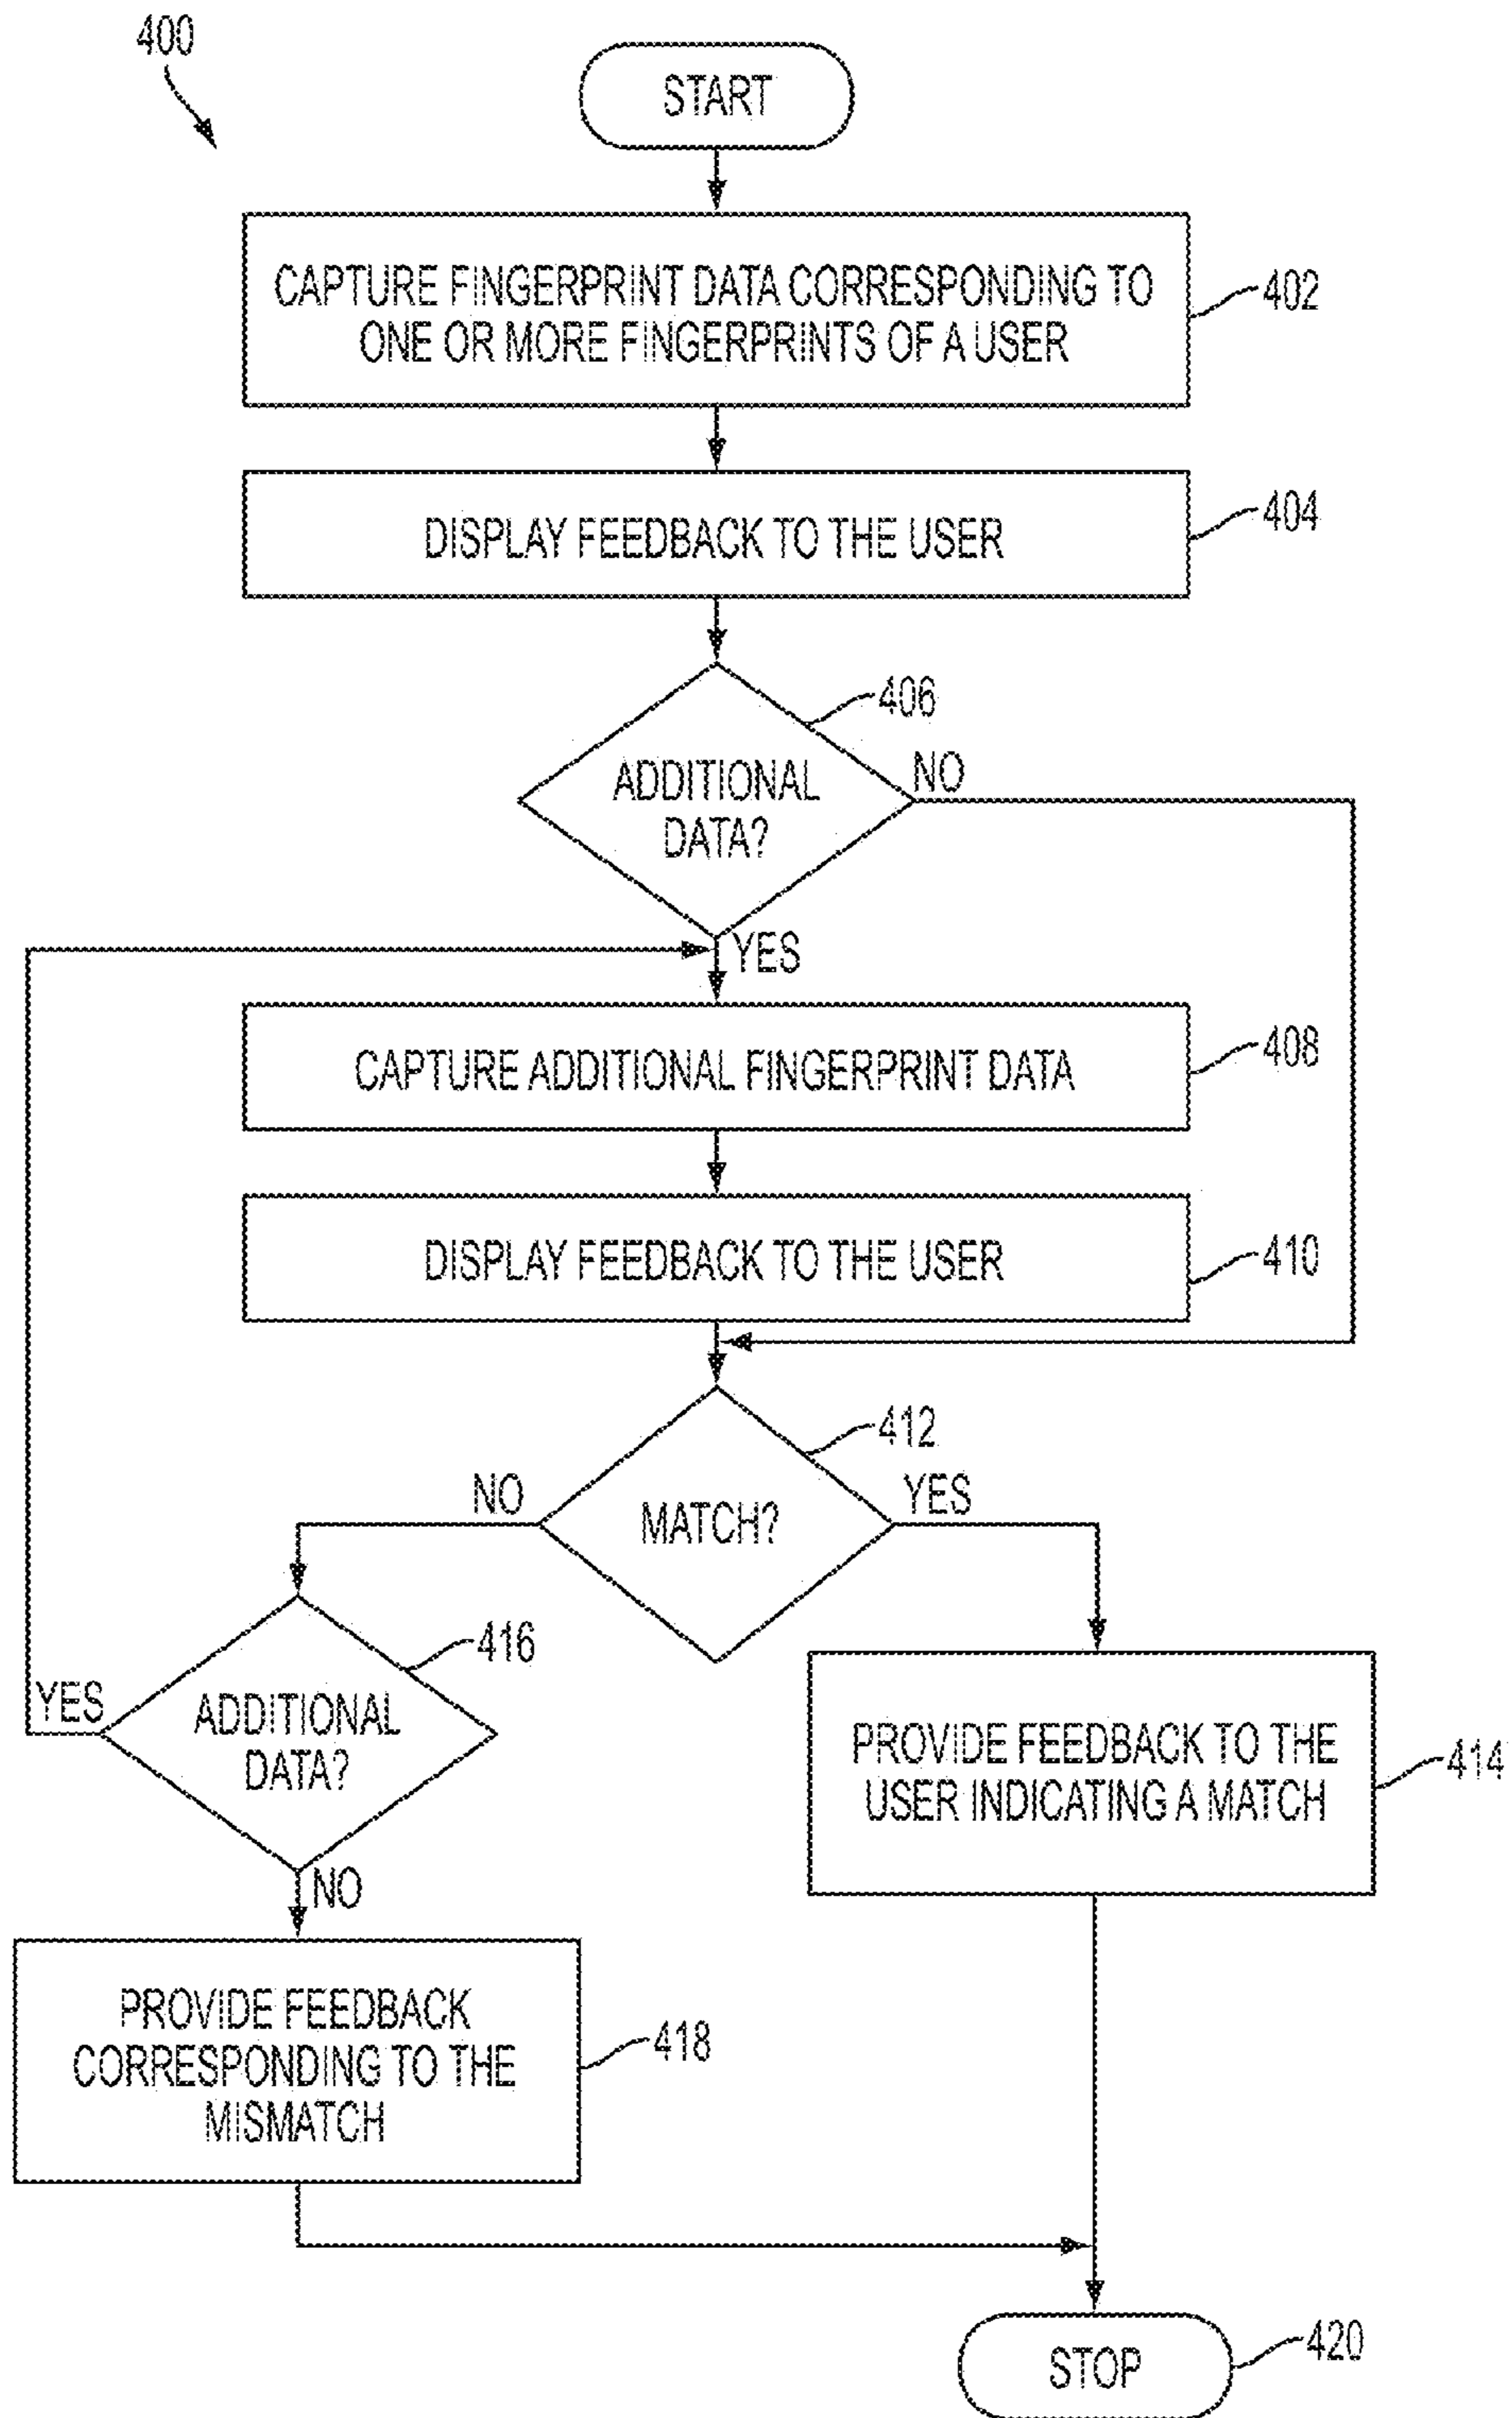 400
START
CAPTURE FINGERPRINT DATA CORRESPONDING TO
ONE OR MORE FINGERPRINTS OF A USER
402
DISPLAY FEEDBACK TO THE USER
404
406
ADDITIONAL
DATA?
NO
YES
CAPTURE ADDITIONAL FINGERPRINT DATA
408
DISPLAY FEEDBACK TO THE USER
410
412
MATCH?
NO
YES
416
ADDITIONAL
DATA?
YES
NO
PROVIDE FEEDBACK TO THE
USER INDICATING A MATCH
414
PROVIDE FEEDBACK
CORRESPONDING TO THE
MISMATCH
418
STOP
420